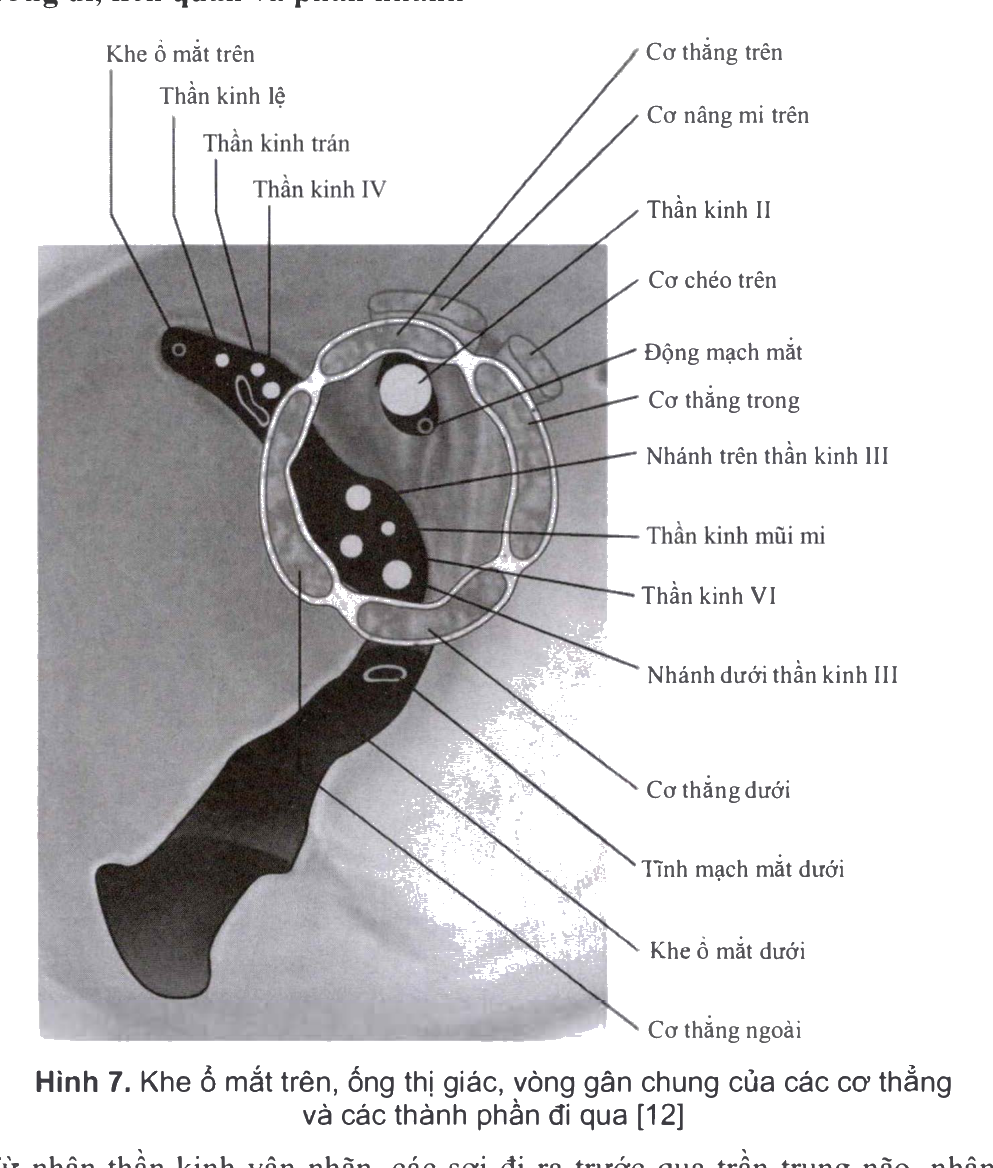 Khe ổ mắt trên
Thần kinh lệ
Thần kinh trán
Thần kinh IV
Cơ thẳng trên
Cơ nâng mi trên
Thần kinh II
Cơ chéo trên
Động mạch mắt
Cơ thẳng trong
Nhánh trên thần kinh III
Thần kinh mũi mi
Thần kinh VI
Nhánh dưới thần kinh III
Cơ thẳng dưới
Tĩnh mạch mắt dưới
Khe ổ mắt dưới
Cơ thẳng ngoài
Hình 7. Khe ổ mắt trên, ống thị giác, vòng gân chung của các cơ thẳng
và các thành phần đi qua [12]